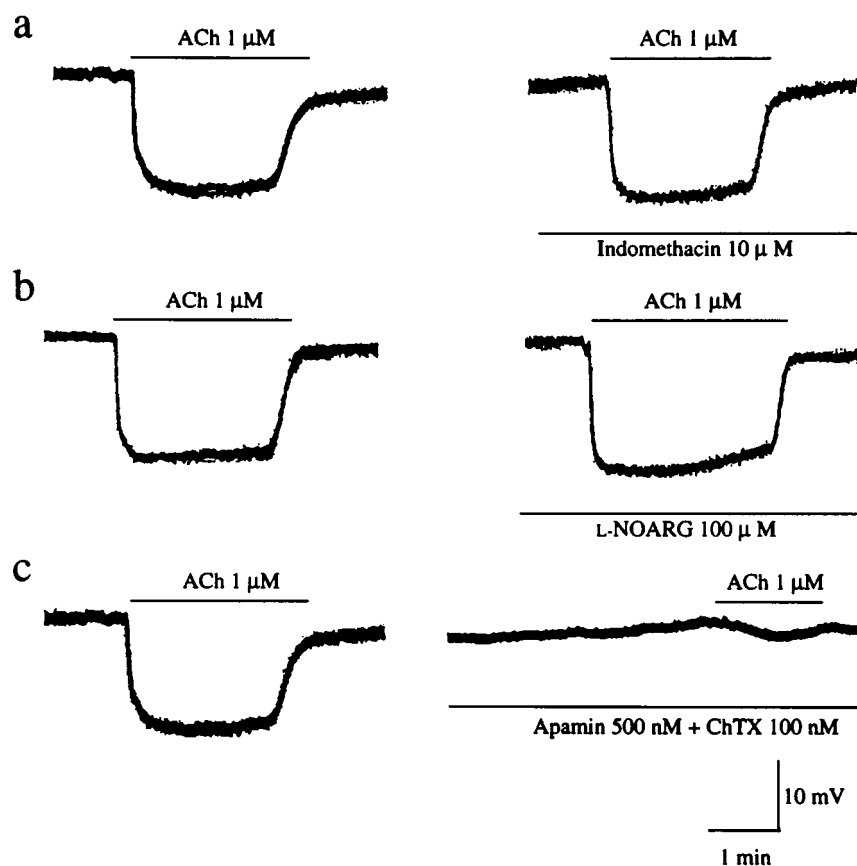 a
ACh 1 μM
ACh 1 μM
Indomethacin 10 μ M
b
ACh 1 μM
ACh 1 μM
L-NOARG 100 μ M
c
ACh 1 μM
ACh 1 μM
Apamin 500 nM + ChTX 100 nM
10 mV
1 min